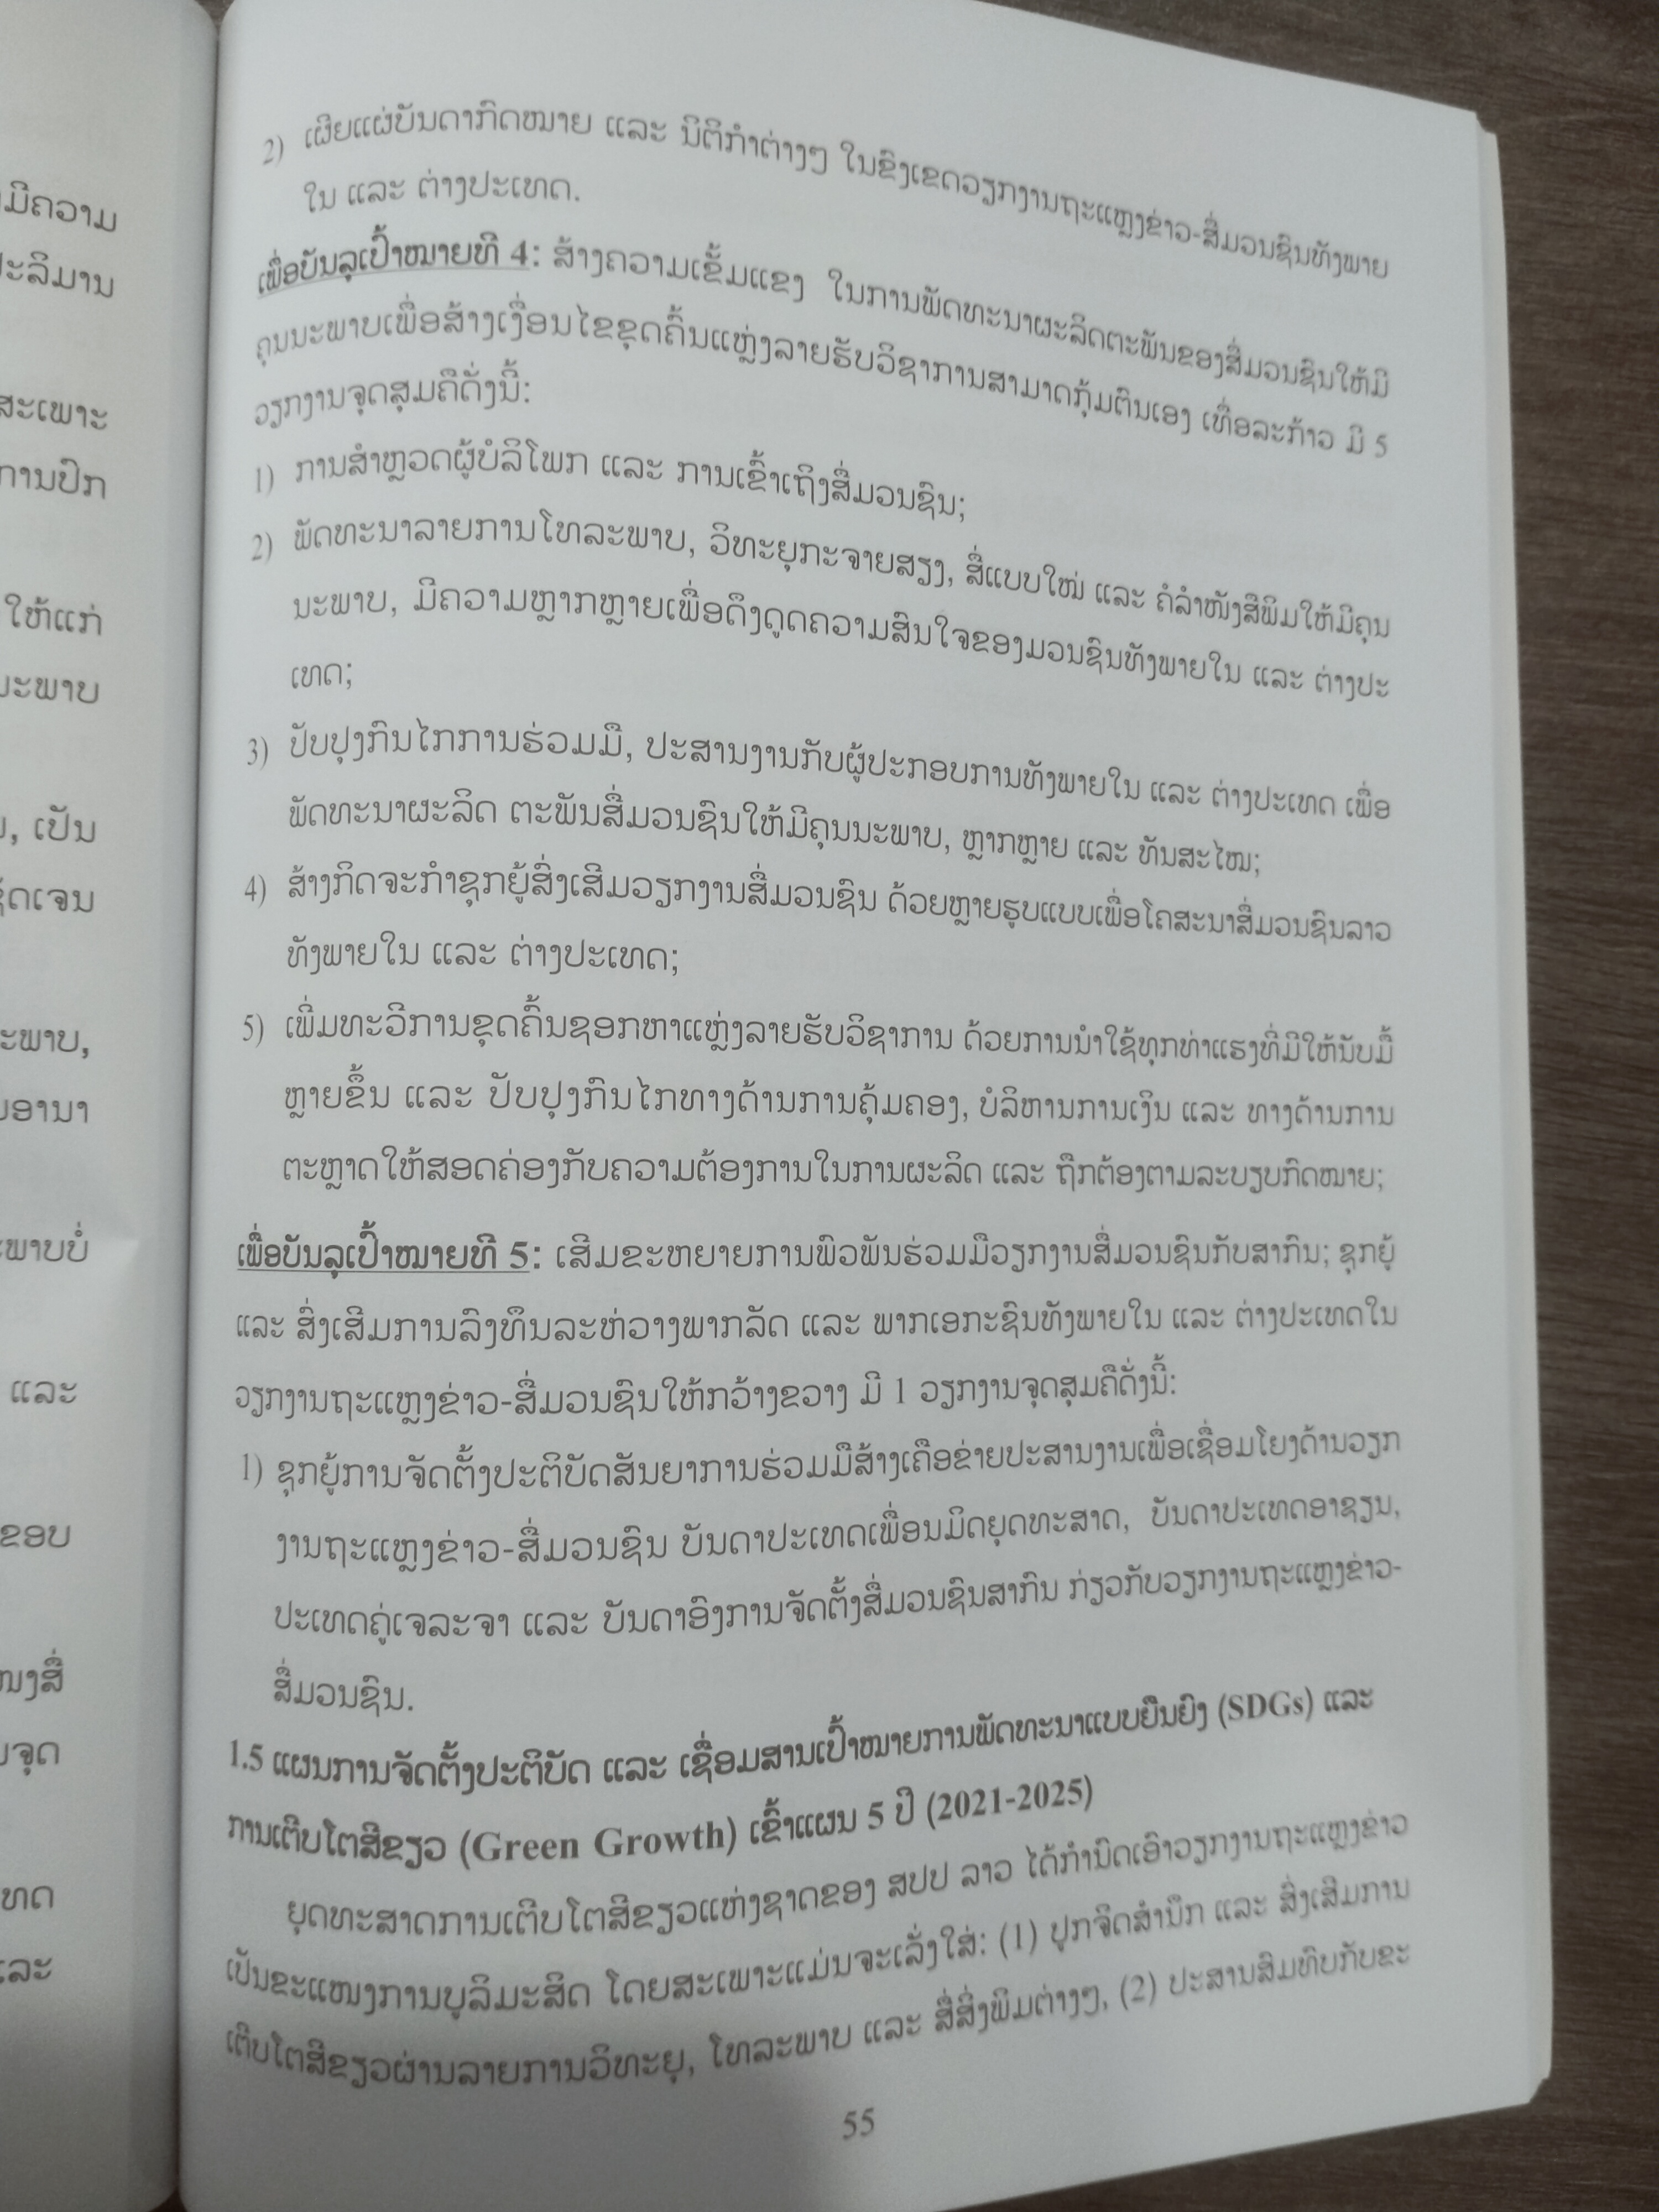 2) ເຜີຍແຜ່ບັນດາກົດໝາຍ ແລະ ນິຕິກຳຕ່າງໆ ໃນຂົງເຂດວຽກງານຖະແຫຼງຂ່າວ-ສື່ມວນຊົນທັງພາຍ
ໃນ ແລະ ຕ່າງປະເທດ.
ເພື່ອບັນລຸເປົ້າໝາຍທີ 4: ສ້າງຄວາມເຂັ້ມແຂງ ໃນການພັດທະນາຜະລິດຕະພັນຂອງສື່ມວນຊົນໃຫ້ມີ
ຄຸນນະພາບເພື່ອສ້າງເງື່ອນໄຂຂຸດຄົ້ນແຫຼ່ງລາຍຮັບວິຊາການສາມາດກຸ້ມຕົນເອງ ເທື່ອລະກ້າວ ມີ 5
ວຽກງານຈຸດສຸມຄືດັ່ງນີ້:
1) ການສຳຫຼວດຜູ້ບໍລິໂພກ ແລະ ການເຂົ້າເຖິງສື່ມວນຊົນ;
2) ພັດທະນາລາຍການໂທລະພາບ, ວິທະຍຸກະຈາຍສຽງ, ສື່ແບບໃໝ່ ແລະ ຄໍລຳໜັງສືພິມໃຫ້ມີຄຸນ
ນະພາບ, ມີຄວາມຫຼາກຫຼາຍເພື່ອດຶງດູດຄວາມສົນໃຈຂອງມວນຊົນທັງພາຍໃນ ແລະ ຕ່າງປະ
ເທດ;
3) ປັບປຸງກົນໄກການຮ່ວມມື, ປະສານງານກັບຜູ້ປະກອບການທັງພາຍໃນ ແລະ ຕ່າງປະເທດ ເພື່ອ
ພັດທະນາຜະລິດ ຕະພັນສື່ມວນຊົນໃຫ້ມີຄຸນນະພາບ, ຫຼາກຫຼາຍ ແລະ ທັນສະໄໝ;
4) ສ້າງກິດຈະກຳຊຸກຍູ້ສົ່ງເສີມວຽກງານສື່ມວນຊົນ ດ້ວຍຫຼາຍຮູບແບບເພື່ອໂຄສະນາສື່ມວນຊົນລາວ
ທັງພາຍໃນ ແລະ ຕ່າງປະເທດ;
5) ເພີ່ມທະວີການຂຸດຄົ້ນຊອກຫາແຫຼ່ງລາຍຮັບວິຊາການ ດ້ວຍການນຳໃຊ້ທຸກທ່າແຮງທີ່ມີໃຫ້ນັບມື້
ຫຼາຍຂຶ້ນ ແລະ ປັບປຸງກົນໄກທາງດ້ານການຄຸ້ມຄອງ, ບໍລິຫານການເງິນ ແລະ ທາງດ້ານການ
ຕະຫຼາດໃຫ້ສອດຄ່ອງກັບຄວາມຕ້ອງການໃນການຜະລິດ ແລະ ຖືກຕ້ອງຕາມລະບຽບກົດໝາຍ;
ເພື່ອບັນລຸເປົ້າໝາຍທີ 5: ເສີມຂະຫຍາຍການພົວພັນຮ່ວມມືວຽກງານສື່ມວນຊົນກັບສາກົນ; ຊຸກຍູ້
ແລະ ສົ່ງເສີມການລົງທຶນລະຫ່ວາງພາກລັດ ແລະ ພາກເອກະຊົນທັງພາຍໃນ ແລະ ຕ່າງປະເທດໃນ
ວຽກງານຖະແຫຼງຂ່າວ-ສື່ມວນຊົນໃຫ້ກວ້າງຂວາງ ມີ 1 ວຽກງານຈຸດສຸມຄືດັ່ງນີ້:
1) ຊຸກຍູ້ການຈັດຕັ້ງປະຕິບັດສັນຍາການຮ່ວມມືສ້າງເຄືອຂ່າຍປະສານງານເພື່ອເຊື່ອມໂຍງດ້ານວຽກ
ງານຖະແຫຼງຂ່າວ-ສື່ມວນຊົນ ບັນດາປະເທດເພື່ອນມິດຍຸດທະສາດ, ບັນດາປະເທດອາຊຽນ,
ປະເທດຄູ່ເຈລະຈາ ແລະ ບັນດາອົງການຈັດຕັ້ງສື່ມວນຊົນສາກົນ ກ່ຽວກັບວຽກງານຖະແຫຼງຂ່າວ-
ສື່ມວນຊົນ.
1.5 ແຜນການຈັດຕັ້ງປະຕິບັດ ແລະ ເຊື່ອມສານເປົ້າໝາຍການພັດທະນາແບບຍືນຍົງ (SDGs) ແລະ
ການເຕີບໂຕສີຂຽວ (Green Growth) ເຂົ້າແຜນ 5 ປີ (2021-2025)
ຍຸດທະສາດການເຕີບໂຕສີຂຽວແຫ່ງຊາດຂອງ ສປປ ລາວ ໄດ້ກຳນົດເອົາວຽກງານຖະແຫຼງຂ່າວ
ເປັນຂະແໜງການບູລິມະສິດ ໂດຍສະເພາະແມ່ນຈະເລັ່ງໃສ່: (1) ປູກຈິດສຳນຶກ ແລະ ສົ່ງເສີມການ
ເຕີບໂຕສີຂຽວຜ່ານລາຍການວິທະຍຸ, ໂທລະພາບ ແລະ ສື່ສິ່ງພິມຕ່າງໆ, (2) ປະສານສົມທົບກັບຂະ
55